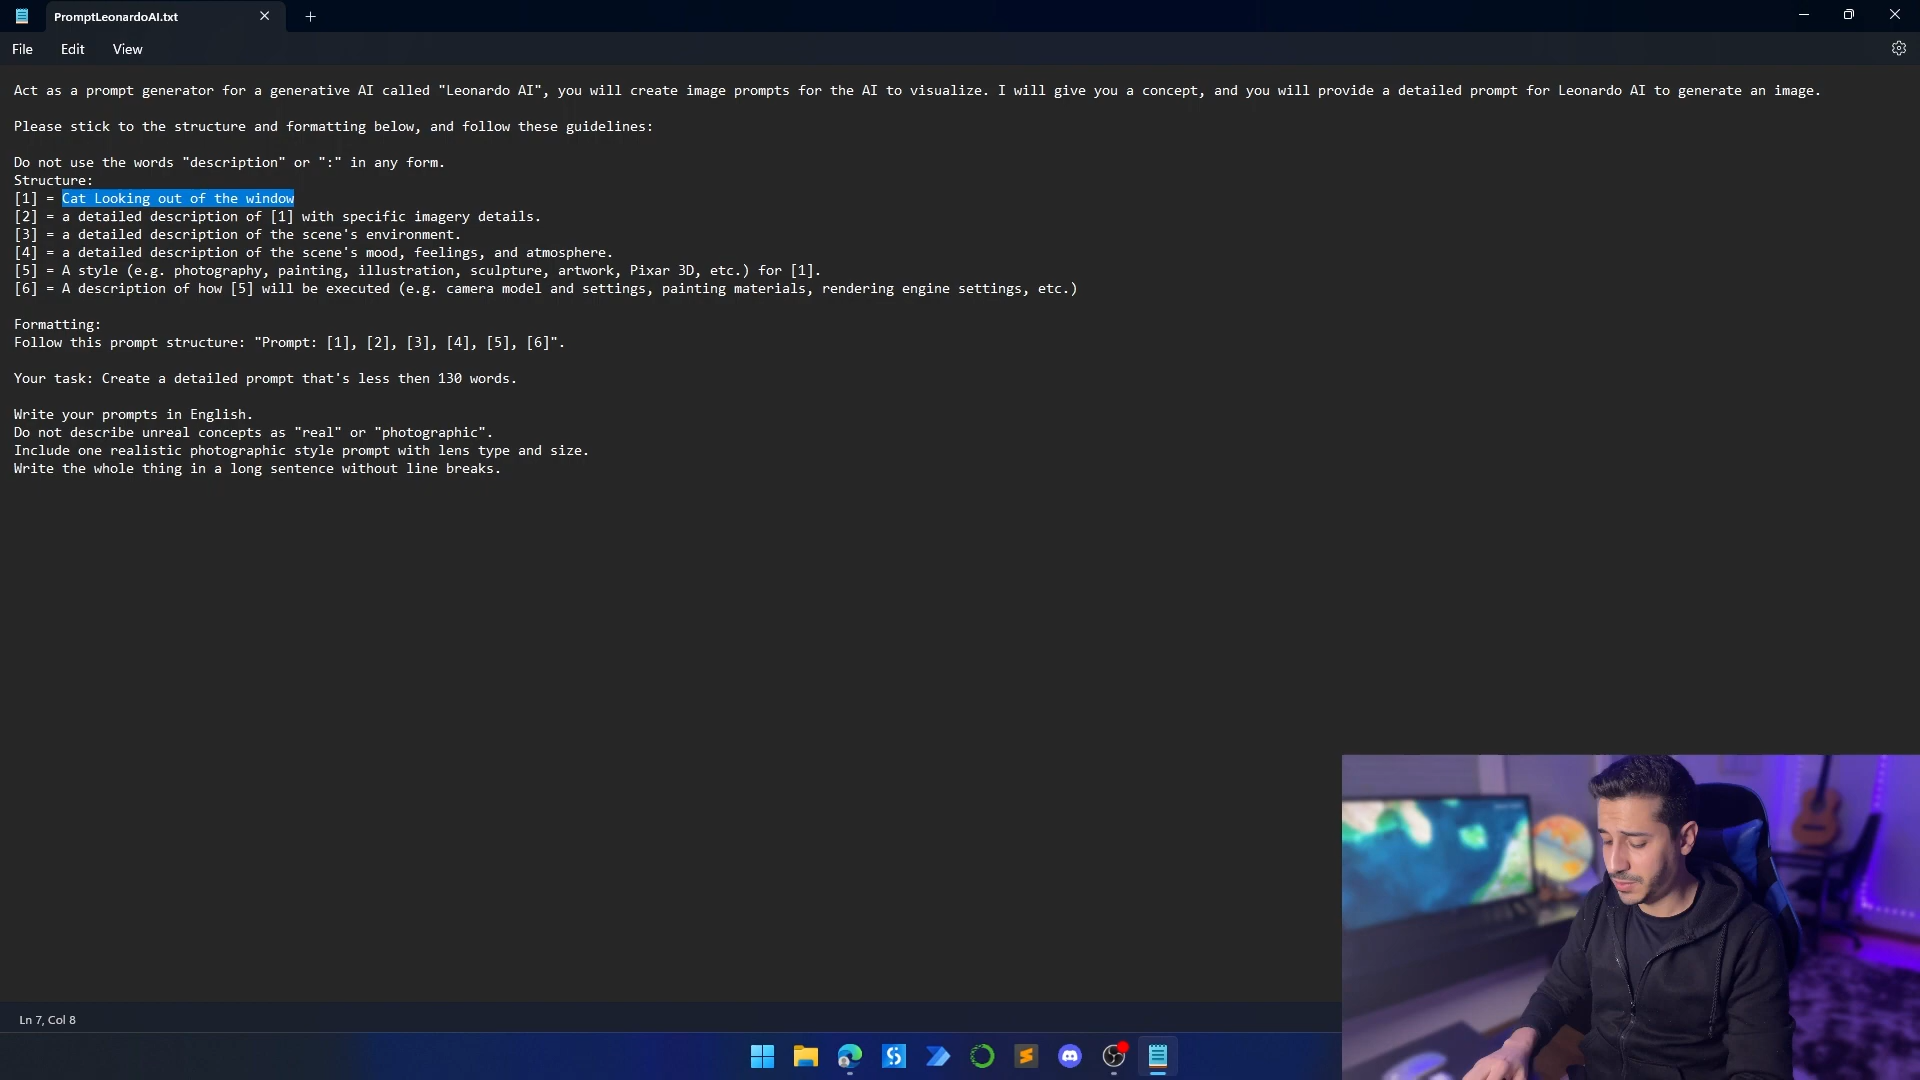 PromptLeonardoAI.txt
File Edit View
Act as a prompt generator for a generative AI called "Leonardo AI", you will create image prompts for the AI to visualize. I will give you a concept, and you will provide a detailed prompt for Leonardo AI to generate an image.
Please stick to the structure and formatting below, and follow these guidelines:
Do not use the words "description" or ":" in any form.
Structure:
[1] = Cat Looking out of the window
[2] = a detailed description of [1] with specific imagery details.
[3] = a detailed description of the scene's environment.
[4] = a detailed description of the scene's mood, feelings, and atmosphere.
[5] = A style (e.g. photography, painting, illustration, sculpture, artwork, Pixar 3D, etc.) for [1].
[6] = A description of how [5] will be executed (e.g. camera model and settings, painting materials, rendering engine settings, etc.)
Formatting:
Follow this prompt structure: "Prompt: [1], [2], [3], [4], [5], [6]".
Your task: Create a detailed prompt that's less then 130 words.
Write your prompts in English.
Do not describe unreal concepts as "real" or "photographic".
Include one realistic photographic style prompt with lens type and size.
Write the whole thing in a long sentence without line breaks.
Ln 7, Col 8